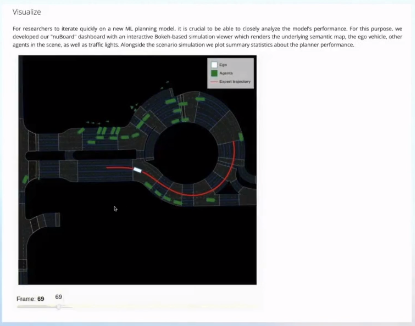 Visualize
For researchers to iterate quickly on a new ML planning model, it is crucial to be able to closely analyze the model's performance. For this purpose, we
developed our "nuBoard" dashboard with an interactive Bokeh-based simulation viewer which renders the underlying semantic map, the ego vehicle, other
agents in the scene, as well as traffic lights. Alongside the scenario simulation we plot summary statistics about the planner performance.
Ego
Agents
Expert trajectory
Frame: 69
69